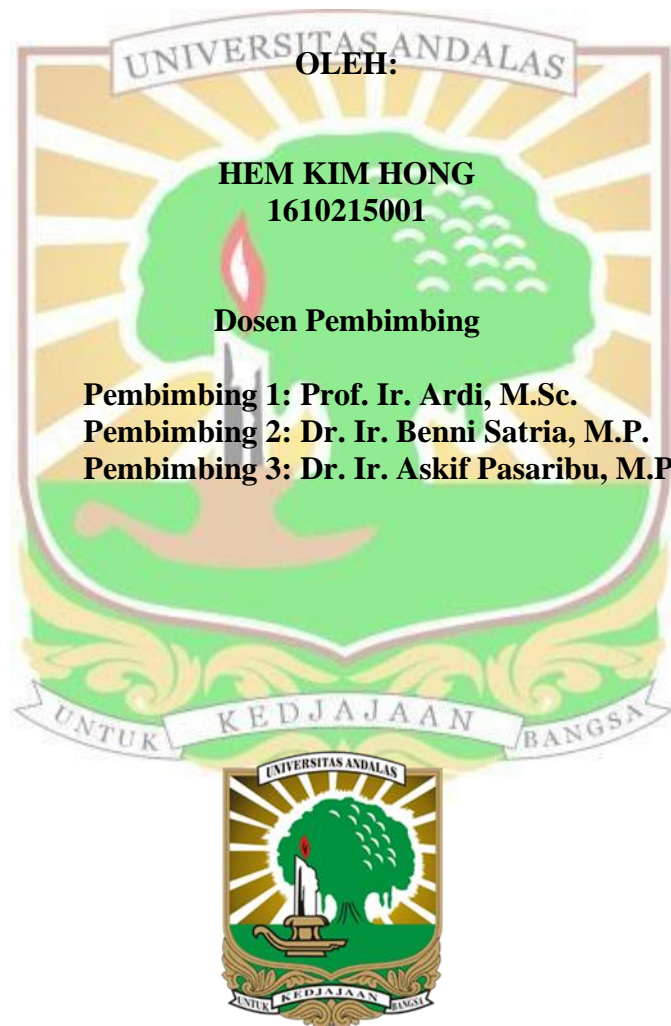 UNIVERSITAS ANDALAS
OLEH:
HEM KIM HONG
1610215001
Dosen Pembimbing
Pembimbing 1: Prof. Ir. Ardi, M.Sc.
Pembimbing 2: Dr. Ir. Benni Satria, M.P.
Pembimbing 3: Dr. Ir. Askif Pasaribu, M.P
UNTUK KEDJAJAAN BANGSA
UNIVERSITAS ANDALAS
UNTUK KEDJAJAAN BANGSA